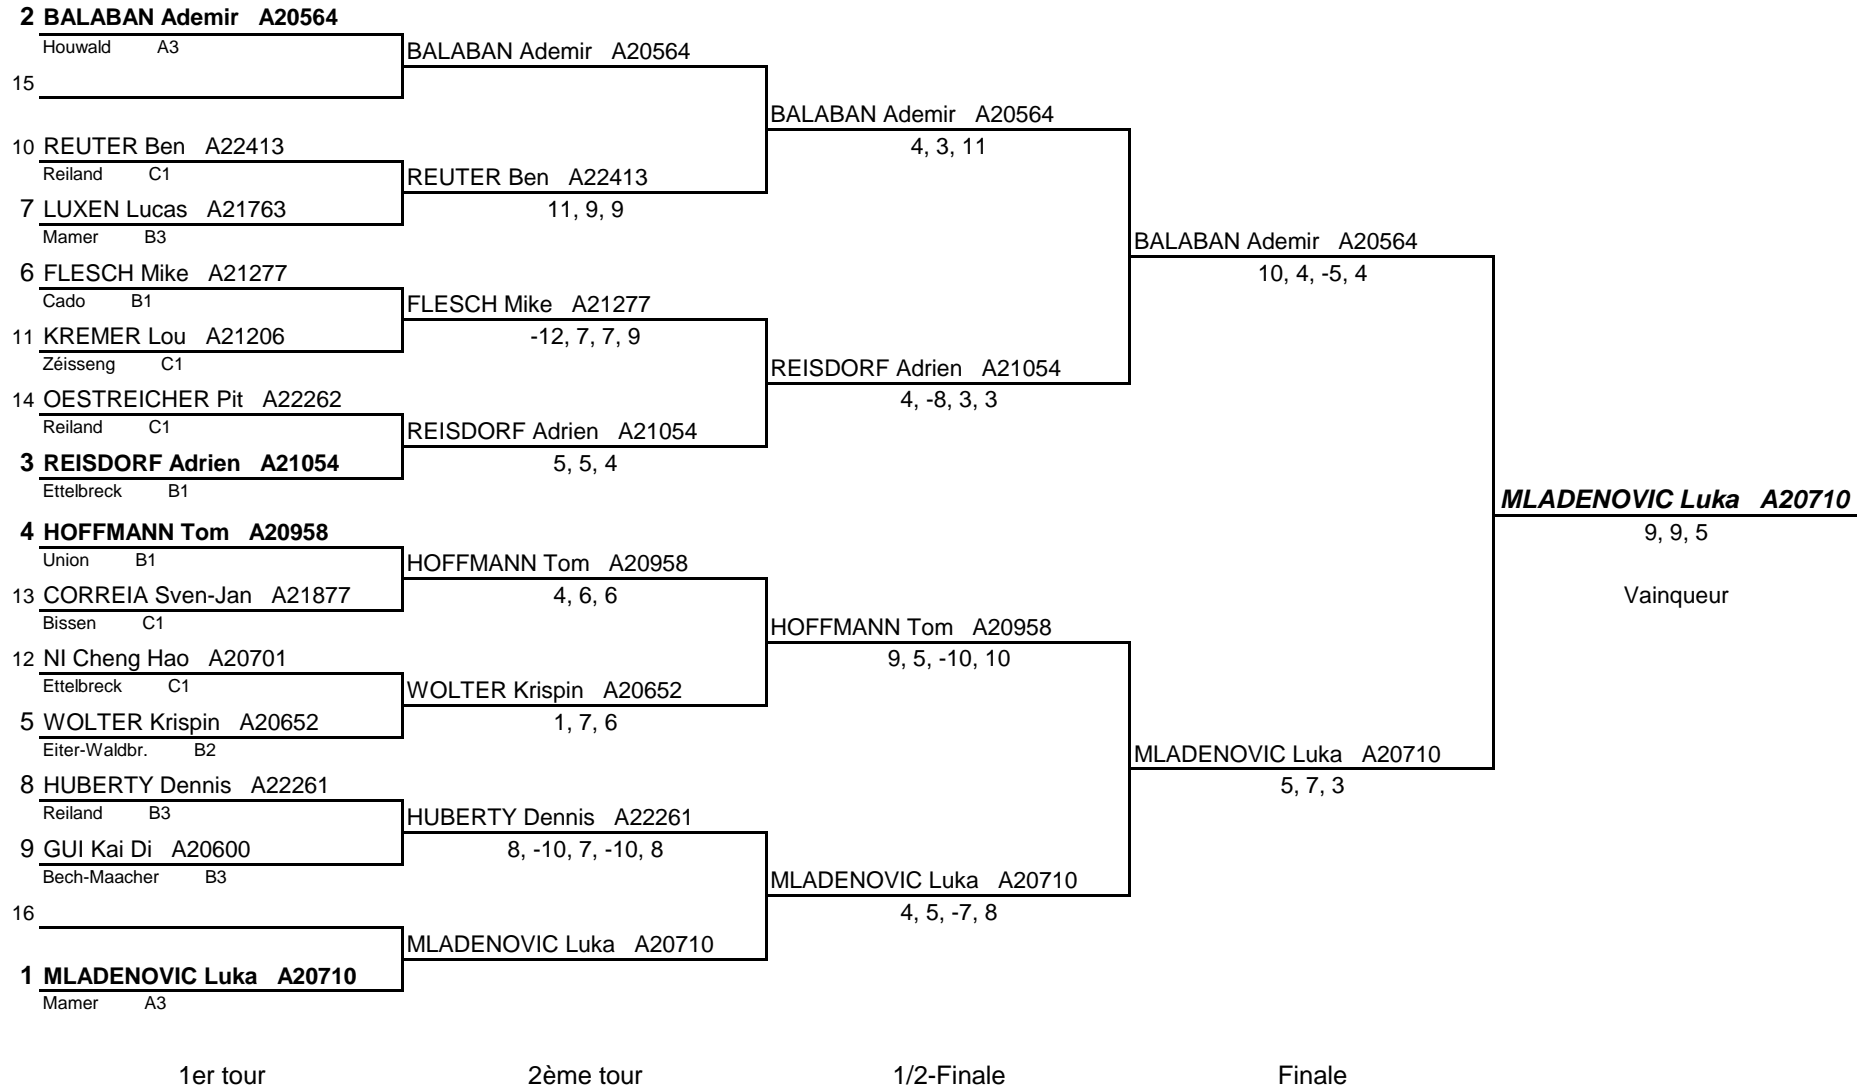 2 BALABAN Ademir A20564
Houwald A3
BALABAN Ademir A20564
15
BALABAN Ademir A20564
4, 3, 11
10 REUTER Ben A22413
Reiland C1
REUTER Ben A22413
11, 9, 9
7 LUXEN Lucas A21763
Mamer B3
BALABAN Ademir A20564
10, 4, -5, 4
6 FLESCH Mike A21277
Cado B1
FLESCH Mike A21277
-12, 7, 7, 9
11 KREMER Lou A21206
Zéisseng C1
REISDORF Adrien A21054
4, -8, 3, 3
14 OESTREICHER Pit A22262
Reiland C1
REISDORF Adrien A21054
5, 5, 4
3 REISDORF Adrien A21054
Ettelbreck B1
MLADENOVIC Luka A20710
9, 9, 5
Vainqueur
4 HOFFMANN Tom A20958
Union B1
HOFFMANN Tom A20958
4, 6, 6
13 CORREIA Sven-Jan A21877
Bissen C1
HOFFMANN Tom A20958
9, 5, -10, 10
12 NI Cheng Hao A20701
Ettelbreck C1
WOLTER Krispin A20652
1, 7, 6
5 WOLTER Krispin A20652
Eiter-Waldbr. B2
MLADENOVIC Luka A20710
5, 7, 3
8 HUBERTY Dennis A22261
Reiland B3
HUBERTY Dennis A22261
8, -10, 7, -10, 8
9 GUI Kai Di A20600
Bech-Maacher B3
MLADENOVIC Luka A20710
4, 5, -7, 8
16
MLADENOVIC Luka A20710
1 MLADENOVIC Luka A20710
Mamer A3
1er tour 2ème tour 1/2-Finale Finale